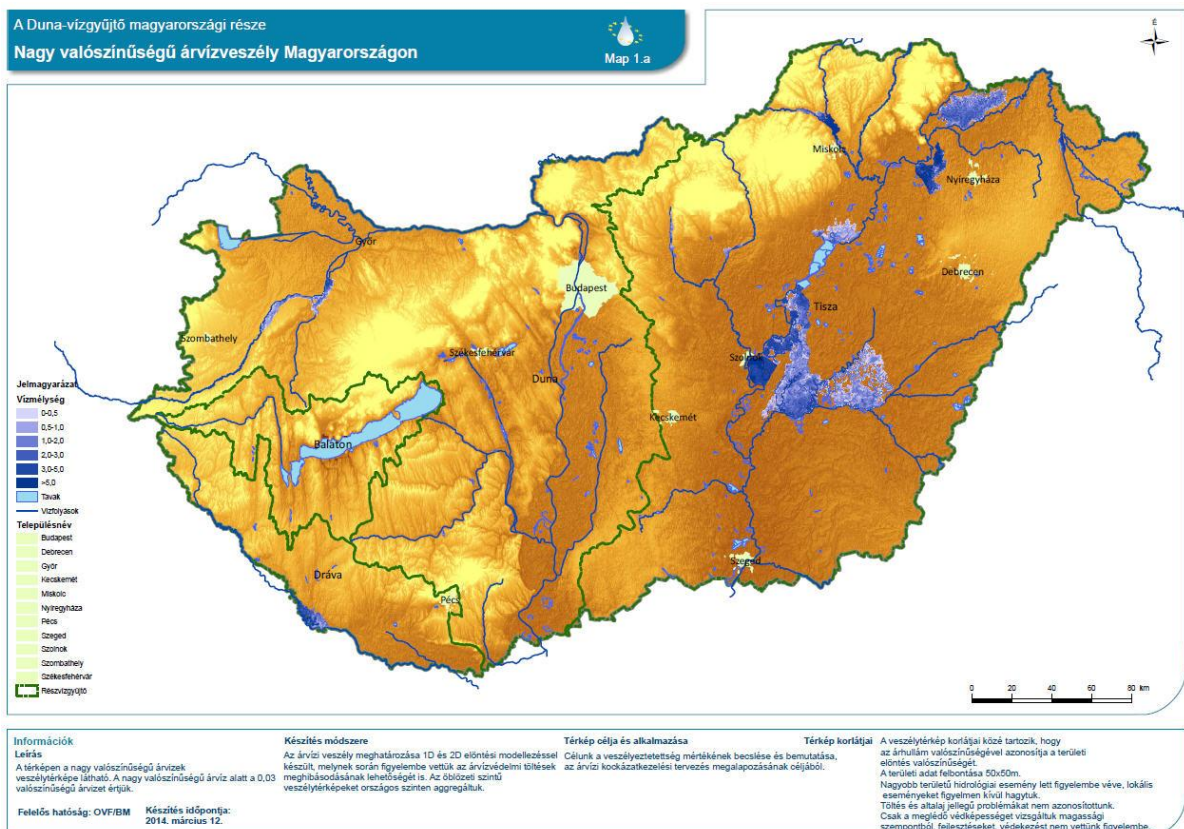 A Duna-vízgyűjtő magyarországi része
Nagy valószínűségű árvízveszély Magyarországon
Map 1.a
É
Miskolc
Nyíregyháza
Győr
Debrecen
Budapest
Tisza
Szombathely
Székesfehérvár
Szolnok
Duna
Kecskemét
Balaton
Szeged
Dráva
Pécs
Jelmagyarázat
Vízmélység
0-0,5
0,5-1,0
1,0-2,0
2,0-3,0
3,0-5,0
>5,0
Tavak
Vízfolyások
Településnév
Budapest
Debrecen
Győr
Kecskemét
Miskolc
Nyíregyháza
Pécs
Szeged
Szolnok
Szombathely
Székesfehérvár
Részvízgyűjtő
0 20 40 60 80 km
Információk
Leírás
A térképen a nagy valószínűségű árvizek
veszélytérképe látható. A nagy valószínűségű árvíz alatt a 0,03
valószínűségű árvizet értjük.
Felelős hatóság: OVF/BM
Készítés időpontja:
2014. március 12.
Készítés módszere
Az árvízi veszély meghatározása 1D és 2D elöntési modellezéssel
készült, melynek során figyelembe vettük az árvízvédelmi töltések
meghibásodásának lehetőségét is. Az öblözeti szintű
veszélytérképeket országos szinten aggregáltuk.
Térkép célja és alkalmazása
Célunk a veszélyeztetettség mértékének becslése és bemutatása,
az árvízi kockázatkezelési tervezés megalapozásának céljából.
Térkép korlátjai
A veszélytérkép korlátjai közé tartozik, hogy
az árhullám valószínűségével azonosítja a területi
elöntés valószínűségét.
A területi adat felbontása 50x50m.
Nagyobb területű hidrológiai esemény lett figyelembe véve, lokális
eseményeket figyelmen kívül hagytuk.
Töltés és altalaj jellegű problémákat nem azonosítottunk.
Csak a meglédő védképességet vizsgáltuk magassági
szempontból, fejlesztéseket, védekezést nem vettünk figyelembe.